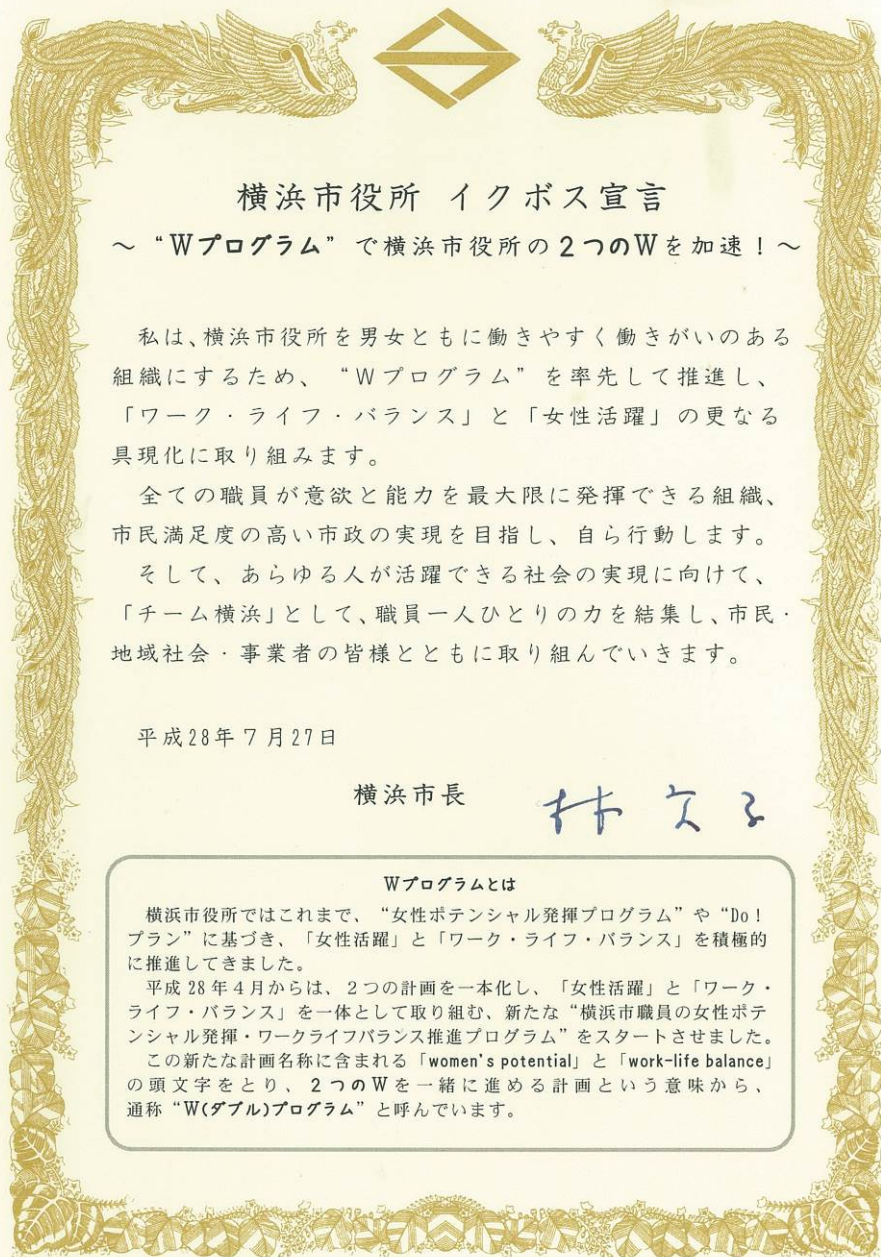 横浜市役所 イクボス宣言
～“Wプログラム”で横浜市役所の2つのWを加速！～
私は、横浜市役所を男女ともに働きやすく働きがいのある
組織にするため、“Wプログラム”を率先して推進し、
「ワーク・ライフ・バランス」と「女性活躍」の更なる
具現化に取り組みます。
全ての職員が意欲と能力を最大限に発揮できる組織、
市民満足度の高い市政の実現を目指し、自ら行動します。
そして、あらゆる人が活躍できる社会の実現に向けて、
「チーム横浜」として、職員一人ひとりの力を結集し、市民・
地域社会・事業者の皆様とともに取り組んでいきます。
平成28年7月27日
横浜市長 林文子
Wプログラムとは
横浜市役所ではこれまで、“女性ポテンシャル発揮プログラム”や“Do！
プラン”に基づき、「女性活躍」と「ワーク・ライフ・バランス」を積極的
に推進してきました。
平成28年4月からは、2つの計画を一本化し、「女性活躍」と「ワーク・
ライフ・バランス」を一体として取り組む、新たな“横浜市職員の女性ポテ
ンシャル発揮・ワークライフバランス推進プログラム”をスタートさせました。
この新たな計画名称に含まれる「women's potential」と「work-life balance」
の頭文字をとり、2つのWを一緒に進める計画という意味から、
通称“W(ダブル)プログラム”と呼んでいます。